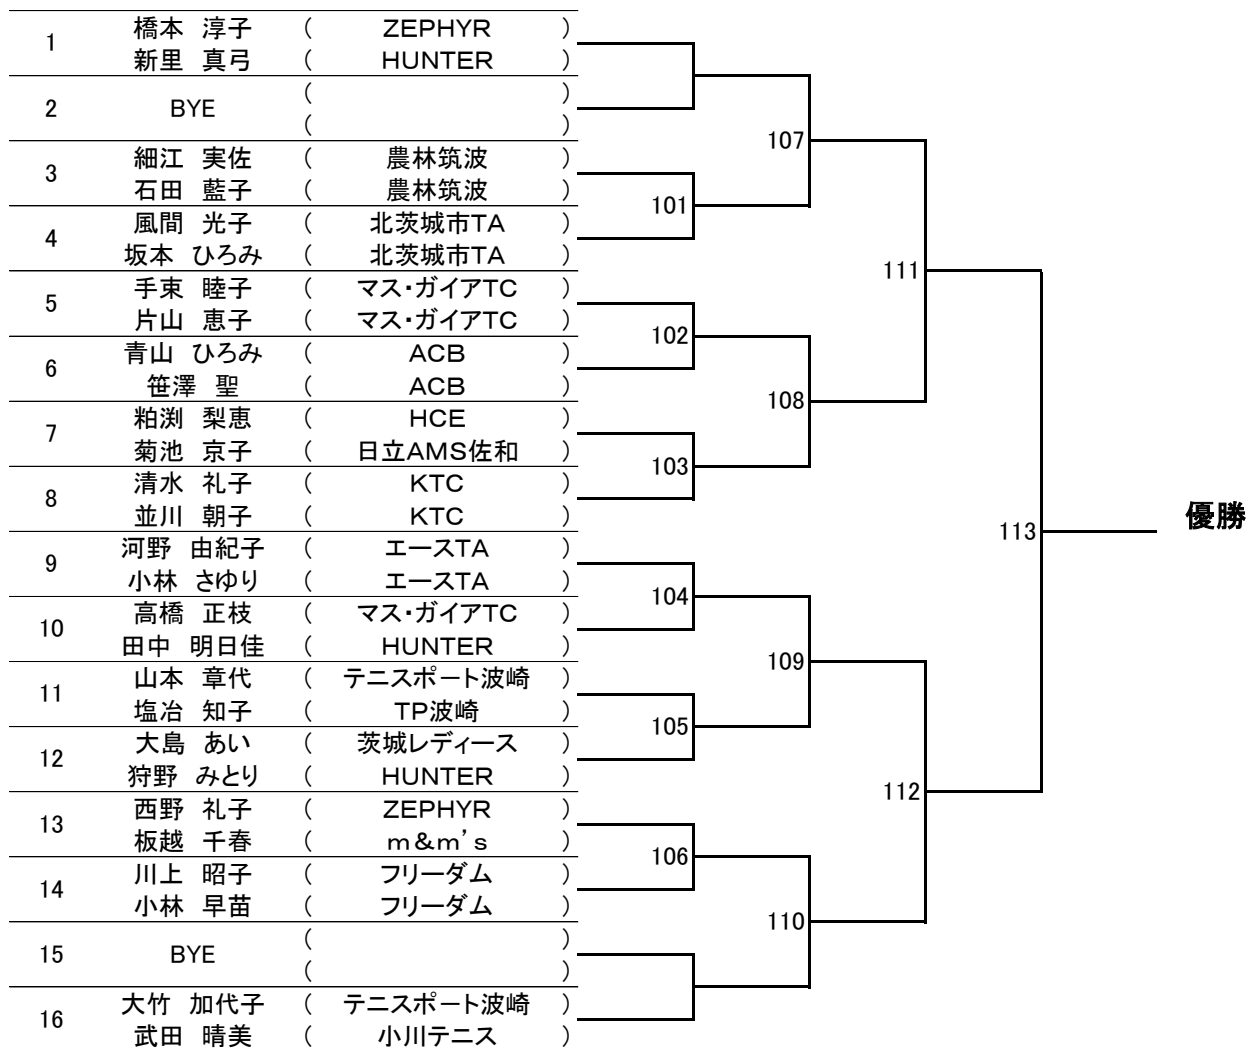 1 橋本 淳子 ( ZEPHYR )
新里 真弓 ( HUNTER )
2 BYE ( )
( )
107
3 細江 実佐 ( 農林筑波 )
石田 藍子 ( 農林筑波 )
101
4 風間 光子 ( 北茨城市TA )
坂本 ひろみ ( 北茨城市TA )
111
5 手束 睦子 ( マス・ガイアTC )
片山 恵子 ( マス・ガイアTC )
102
6 青山 ひろみ ( ACB )
笹澤 聖 ( ACB )
108
7 粕渕 梨恵 ( HCE )
菊池 京子 ( 日立AMS佐和 )
103
8 清水 礼子 ( KTC )
並川 朝子 ( KTC )
優勝
113
9 河野 由紀子 ( エースTA )
小林 さゆり ( エースTA )
104
10 高橋 正枝 ( マス・ガイアTC )
田中 明日佳 ( HUNTER )
109
11 山本 章代 ( テニスポート波崎 )
塩冶 知子 ( TP波崎 )
105
12 大島 あい ( 茨城レディース )
狩野 みとり ( HUNTER )
112
13 西野 礼子 ( ZEPHYR )
板越 千春 ( m&m's )
106
14 川上 昭子 ( フリーダム )
小林 早苗 ( フリーダム )
110
15 BYE ( )
( )
16 大竹 加代子 ( テニスポート波崎 )
武田 晴美 ( 小川テニス )